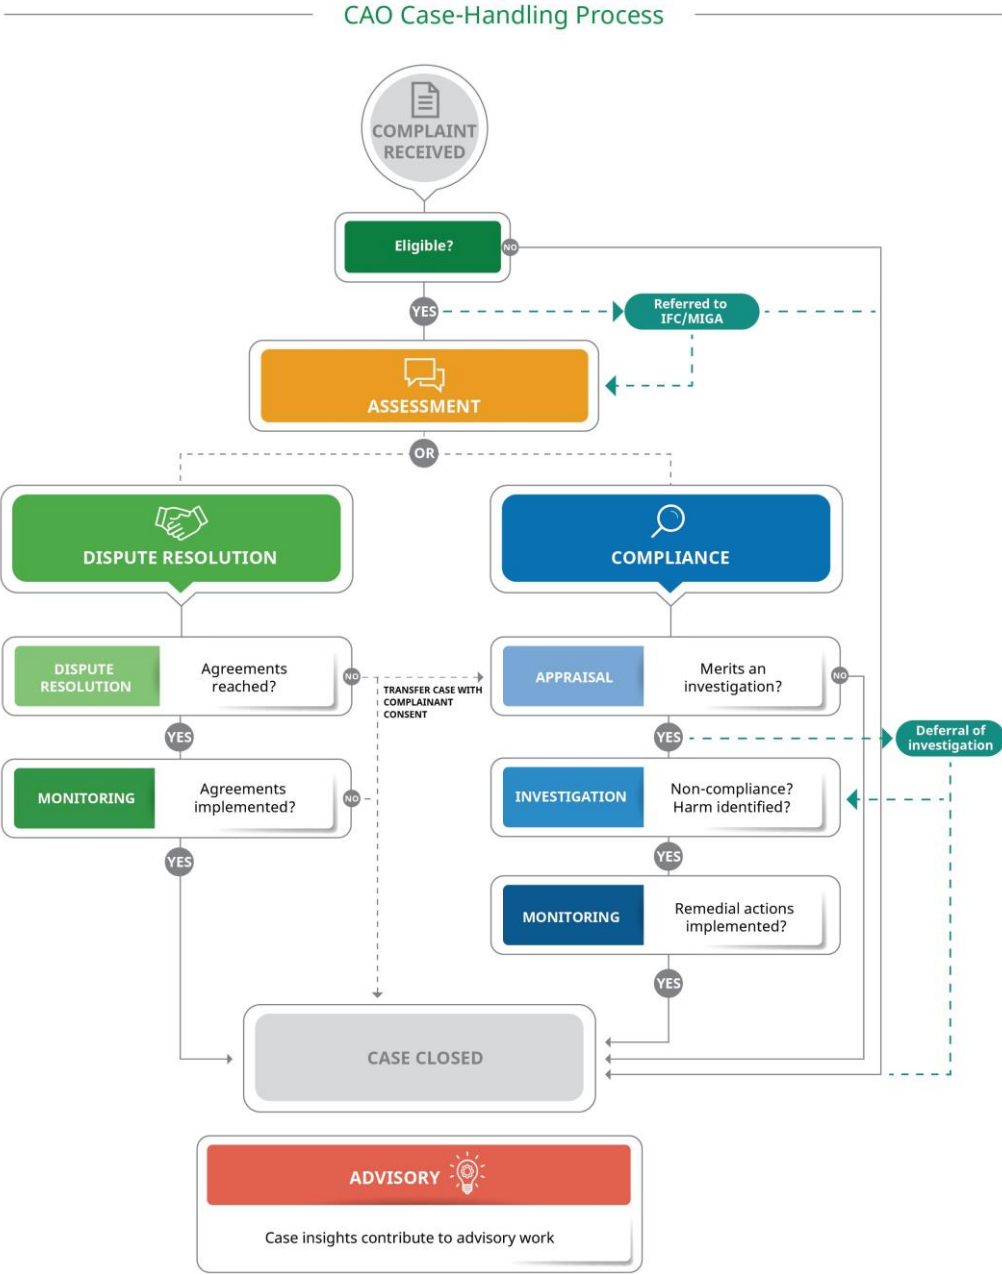 CAO Case-Handling Process
COMPLAINT
RECEIVED
Eligible?
NO
YES
Referred to
IFC/MIGA
ASSESSMENT
OR
DISPUTE RESOLUTION
COMPLIANCE
DISPUTE
RESOLUTION
Agreements
reached?
NO
TRANSFER CASE WITH
COMPLAINANT
CONSENT
APPRAISAL
Merits an
investigation?
NO
YES
YES
Deferral of
investigation
MONITORING
Agreements
implemented?
NO
INVESTIGATION
Non-compliance?
Harm identified?
YES
YES
MONITORING
Remedial actions
implemented?
YES
CASE CLOSED
ADVISORY
Case insights contribute to advisory work